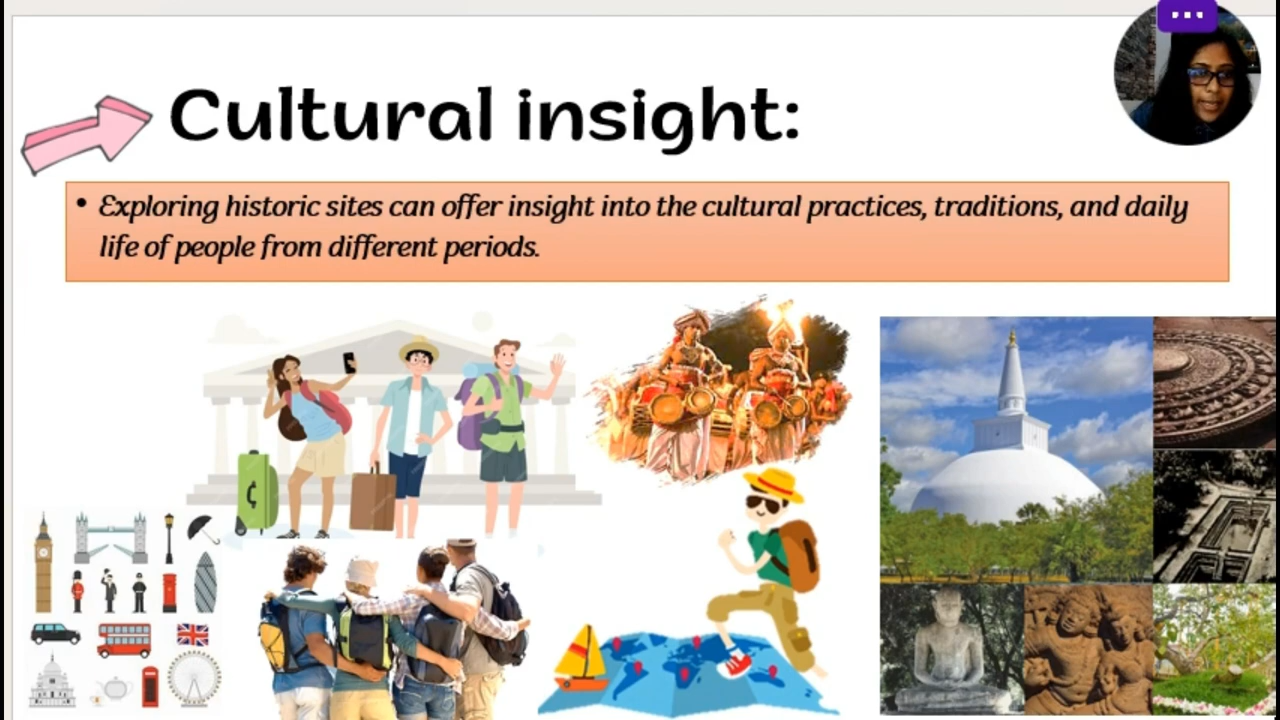 Cultural insight:
• Exploring historic sites can offer insight into the cultural practices, traditions, and daily
life of people from different periods.